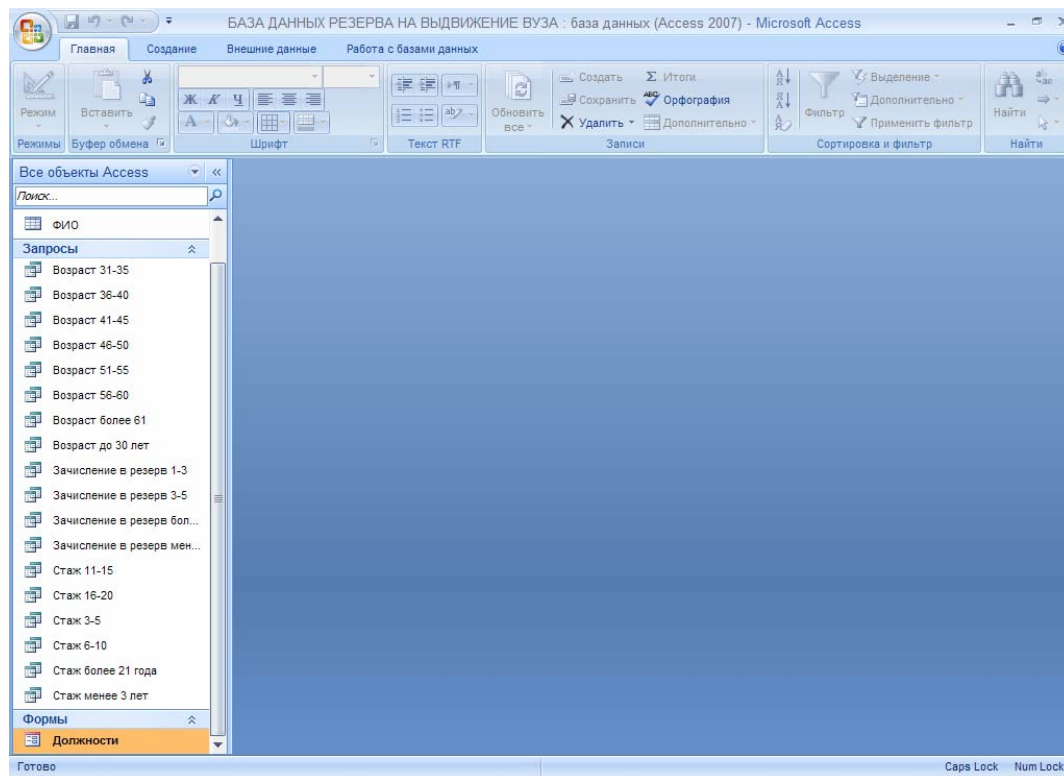 БАЗА ДАННЫХ РЕЗЕРВА НА ВЫДВИЖЕНИЕ ВУЗА : база данных (Access 2007) - Microsoft Access
Главная Создание Внешние данные Работа с базами данных
Режим
Вставить
Ж К Ч
A
Обновить все
Создать
Сохранить
Удалить
Σ Итоги
Орфография
Дополнительно
Фильтр
Выделение
Дополнительно
Применить фильтр
Найти
Режимы Буфер обмена Шрифт Текст RTF Записи Сортировка и фильтр Найти
Все объекты Access «
Поиск...
ФИО
Запросы
Возраст 31-35
Возраст 36-40
Возраст 41-45
Возраст 46-50
Возраст 51-55
Возраст 56-60
Возраст более 61
Возраст до 30 лет
Зачисление в резерв 1-3
Зачисление в резерв 3-5
Зачисление в резерв бол...
Зачисление в резерв мен...
Стаж 11-15
Стаж 16-20
Стаж 3-5
Стаж 6-10
Стаж более 21 года
Стаж менее 3 лет
Формы
Должности
Готово Caps Lock Num Lock